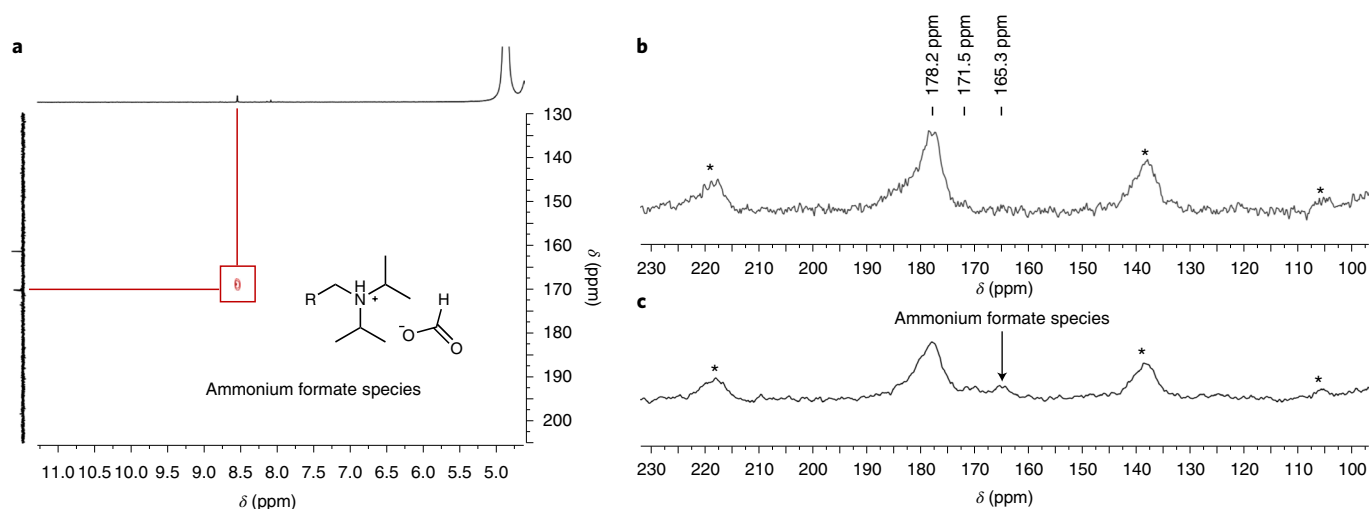 a
130
140
150
160
170
180
190
200
δ (ppm)
R
H
N
+
H
−O
O
Ammonium formate species
11.0 10.5 10.0 9.5 9.0 8.5 8.0 7.5 7.0 6.5 6.0 5.5 5.0
δ (ppm)
b
178.2 ppm
171.5 ppm
165.3 ppm
* * *
230 220 210 200 190 180 170 160 150 140 130 120 110 100
δ (ppm)
c
Ammonium formate species
* * *
230 220 210 200 190 180 170 160 150 140 130 120 110 100
δ (ppm)